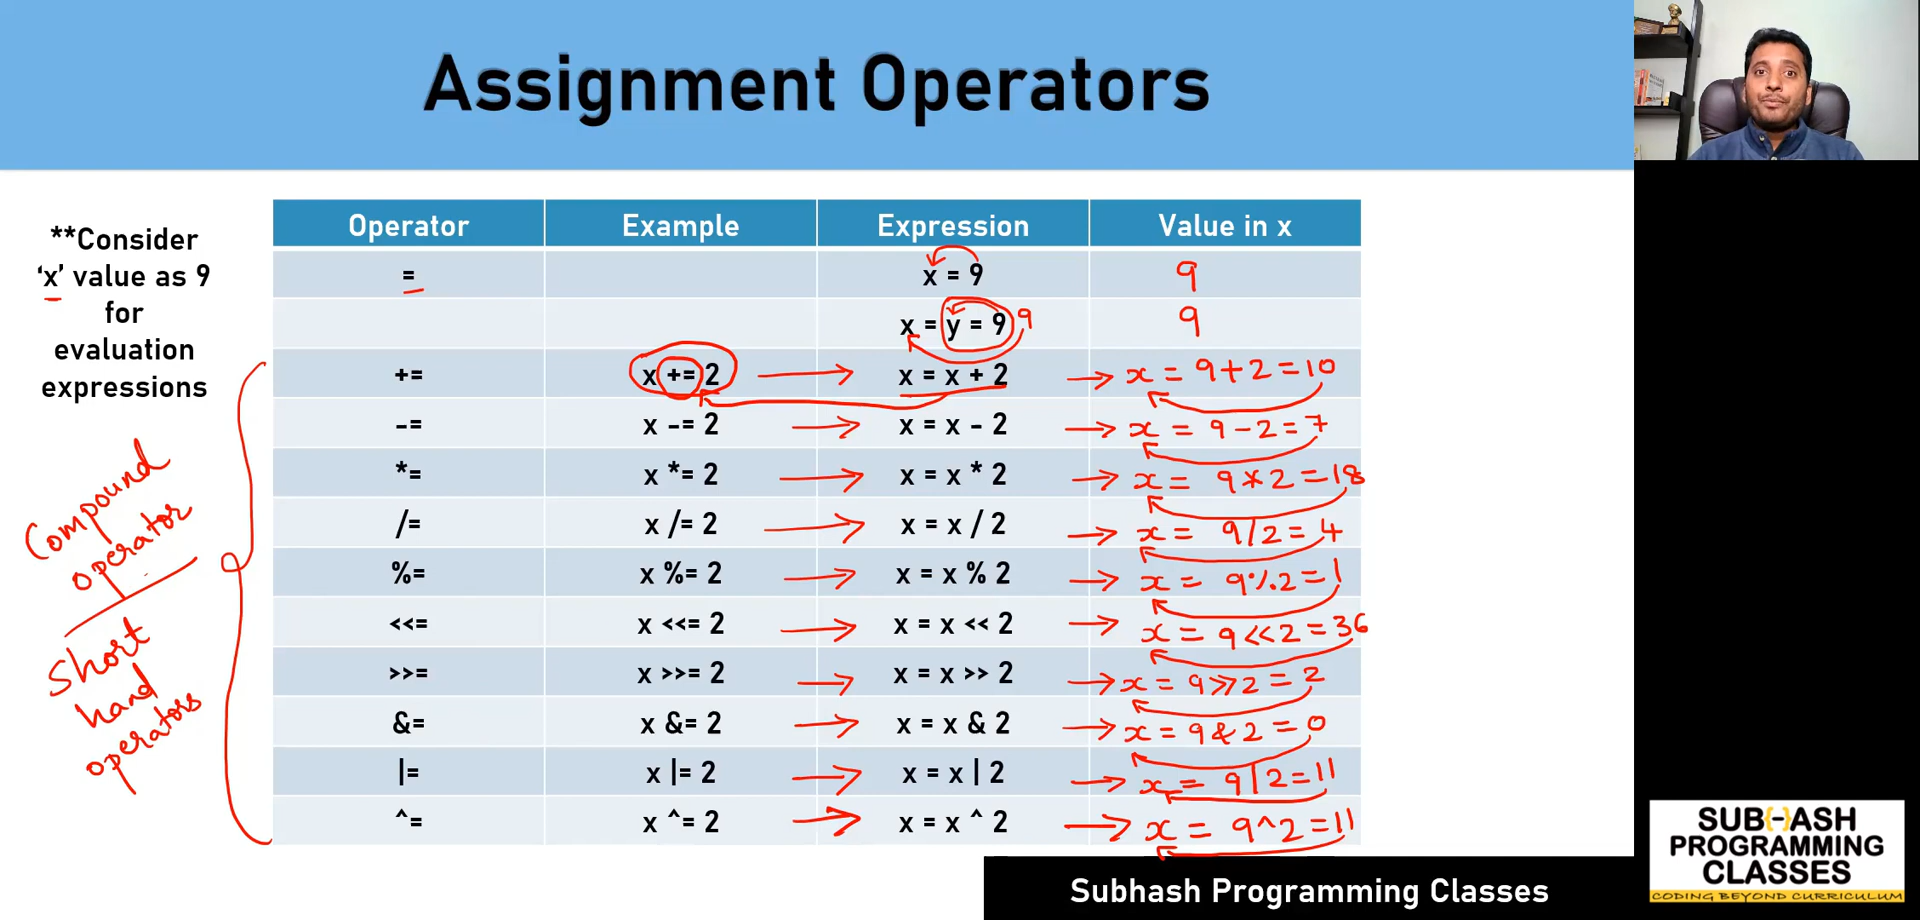 Assignment Operators
**Consider
‘x’ value as 9
for
evaluation
expressions
Compound
operator
Short
hand
operators
Operator Example Expression Value in x
= x = 9 9
x = y = 9 9 9
+= x += 2 x = x + 2 x = 9+2=10
-= x -= 2 x = x - 2 x = 9-2=7
*= x *= 2 x = x * 2 x = 9*2=18
/= x /= 2 x = x / 2 x = 9/2=4
%= x %= 2 x = x % 2 x = 9%2=1
<<= x <<= 2 x = x << 2 x = 9<<2=36
>>= x >>= 2 x = x >> 2 x = 9>>2=2
&= x &= 2 x = x & 2 x = 9&2=0
|= x |= 2 x = x | 2 x = 9|2=11
^= x ^= 2 x = x ^ 2 x = 9^2=11
Subhash Programming Classes
SUBHASH
PROGRAMMING
CLASSES
CODING BEYOND CURRICULUM